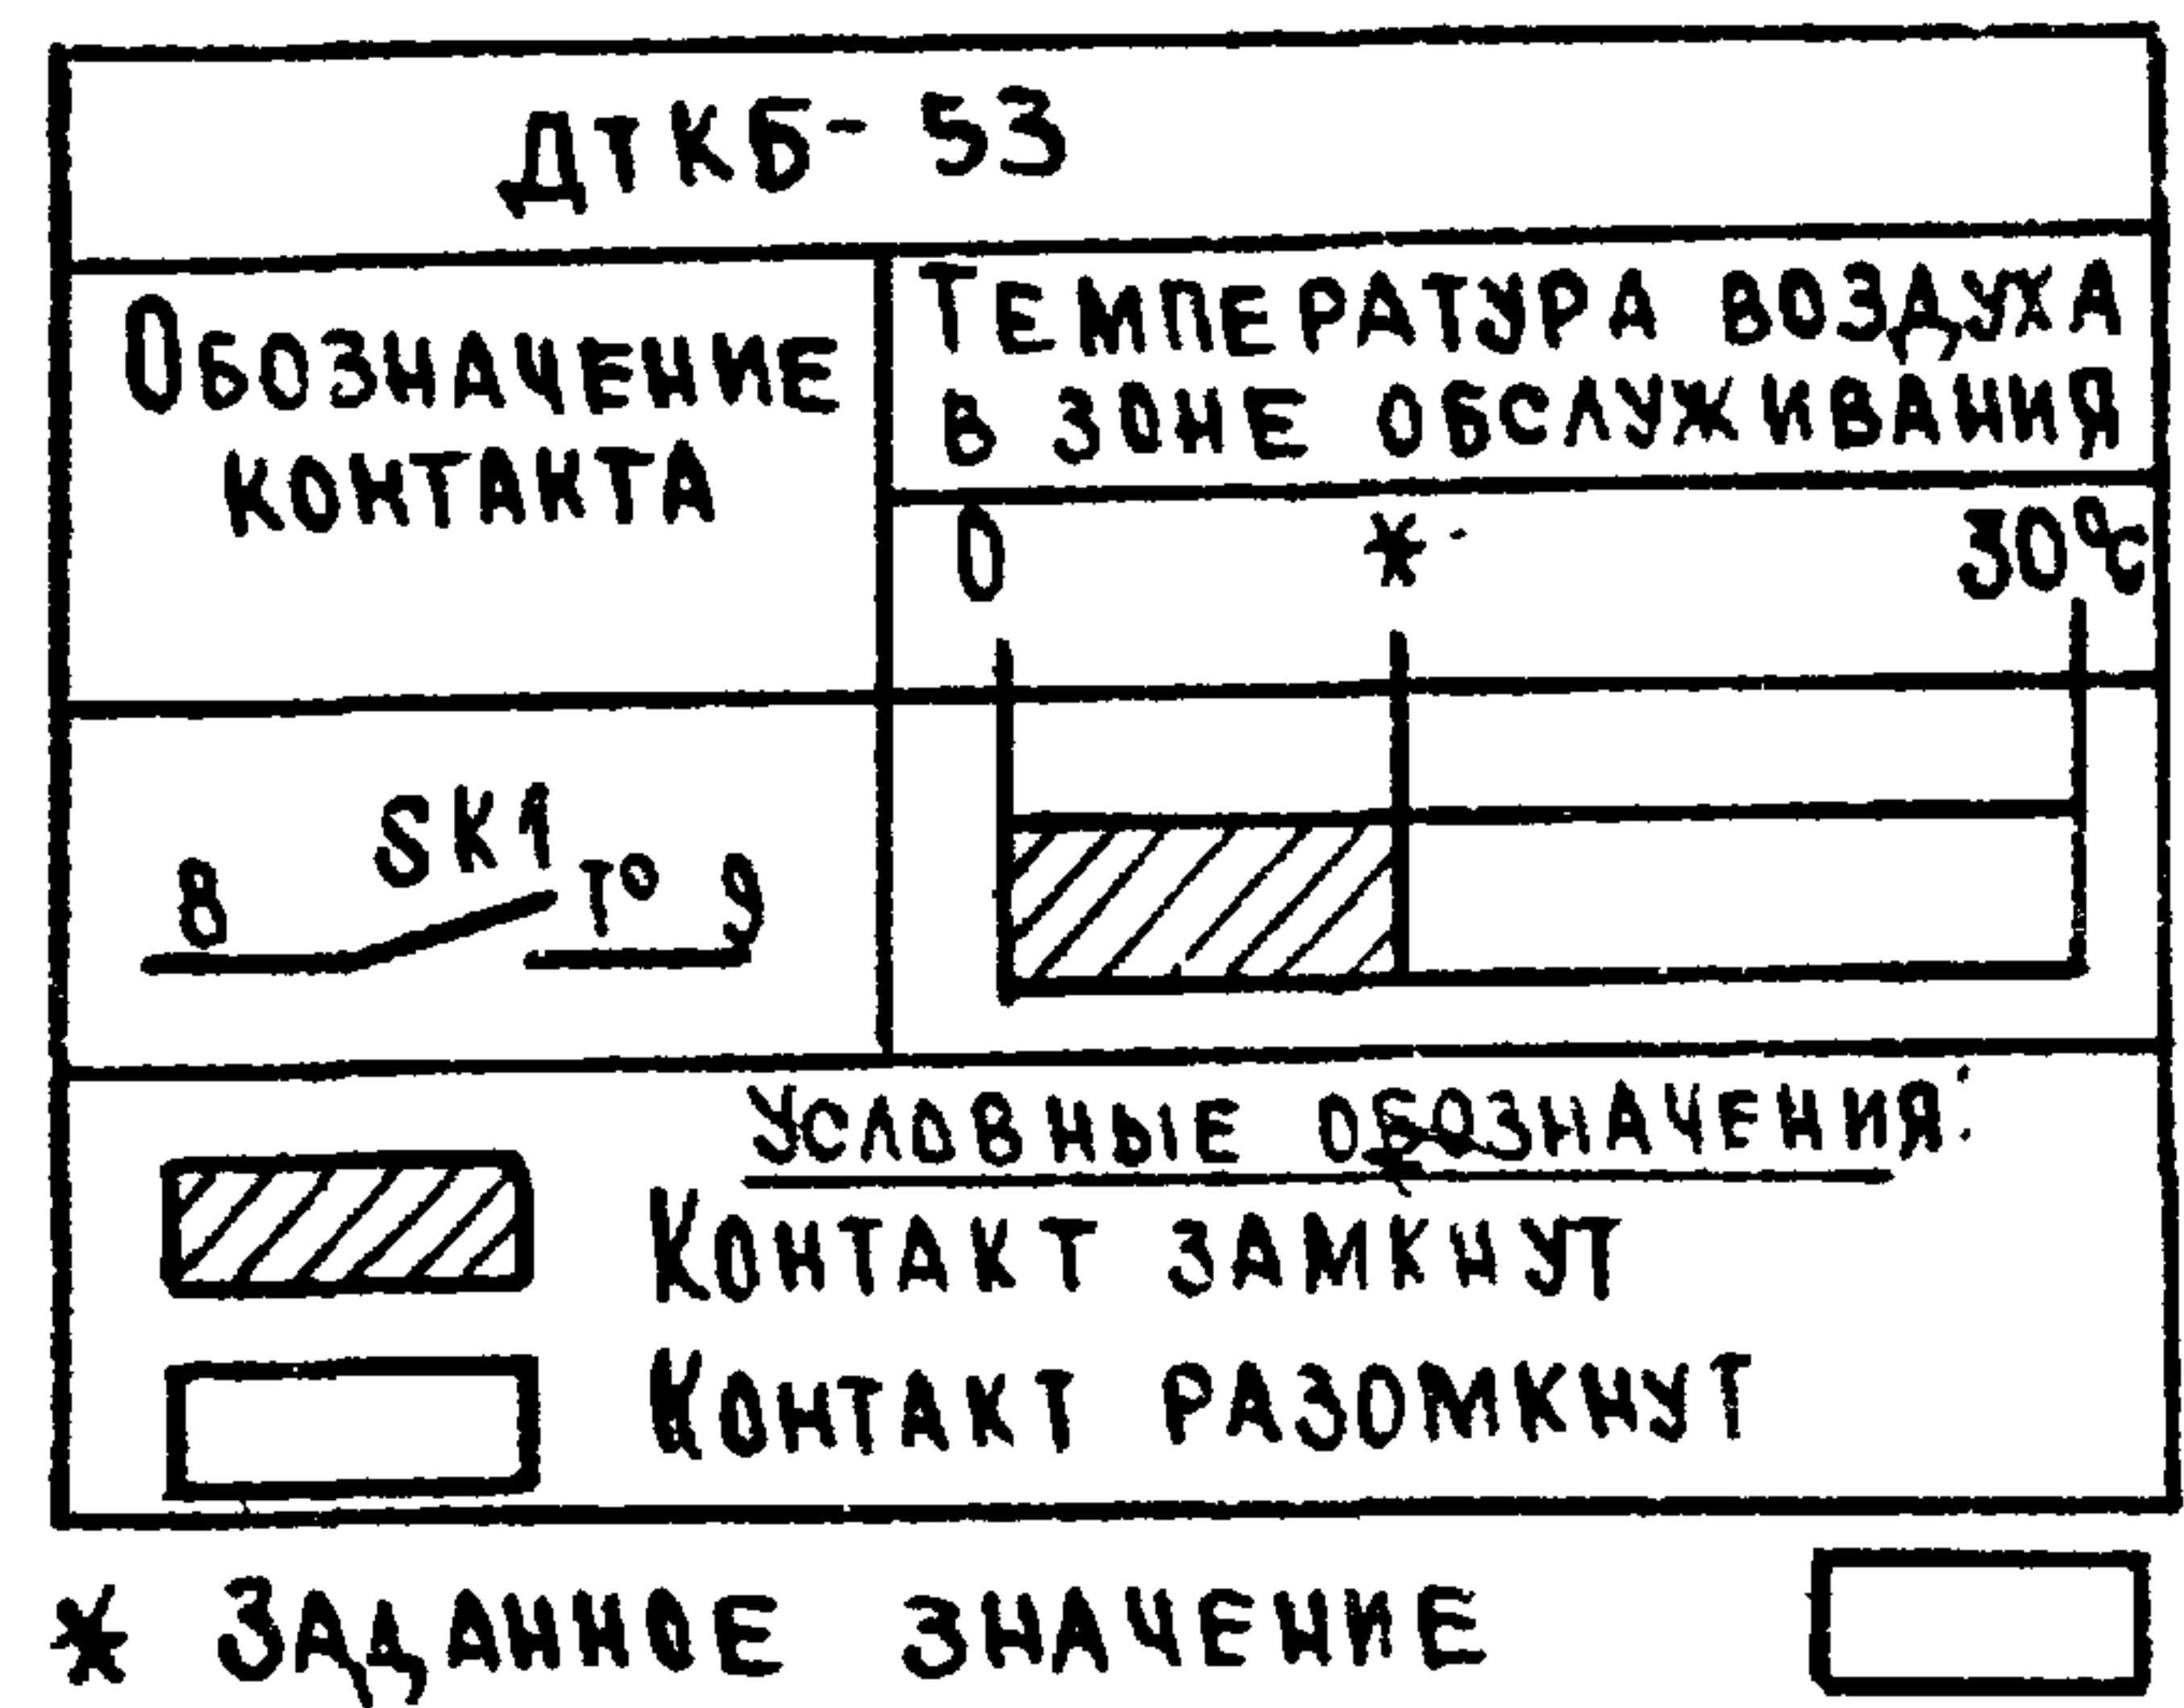 ДТКБ- 53
Обозначение
контакта
Температура воздуха
в зоне обслуживания
0 * 30°С
SK1
8 T° 9
Условные обозначения:
Контакт замкнут
Контакт разомкнут
* Заданное значение